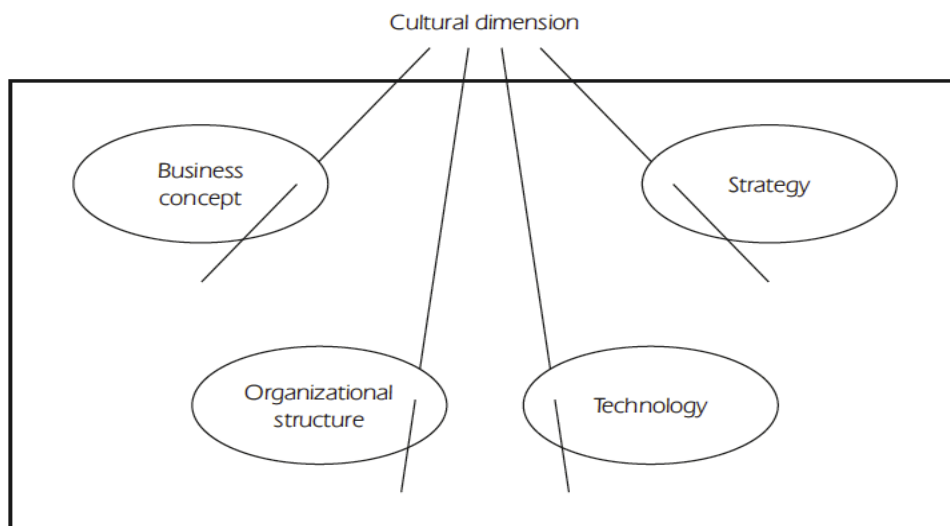 Cultural dimension
Business
concept
Strategy
Organizational
structure
Technology